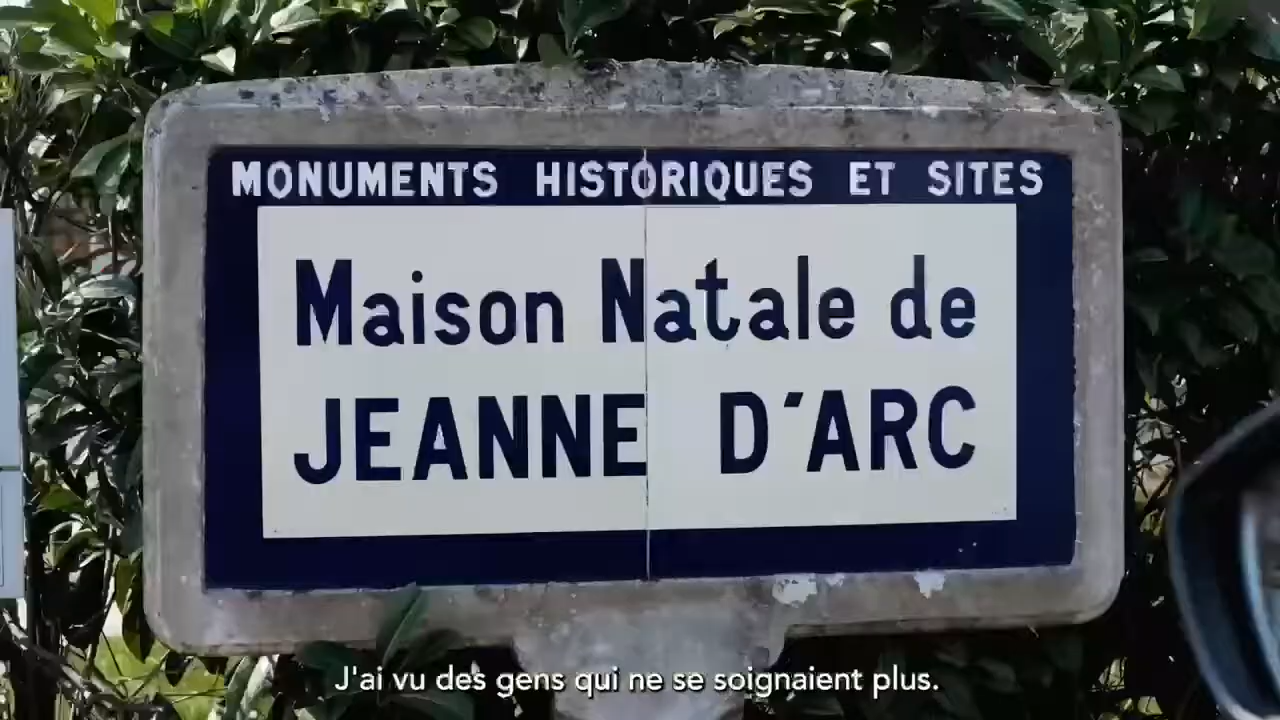 MONUMENTS HISTORIQUES ET SITES
Maison Natale de
JEANNE D'ARC
J'ai vu des gens qui ne se soignaient plus.